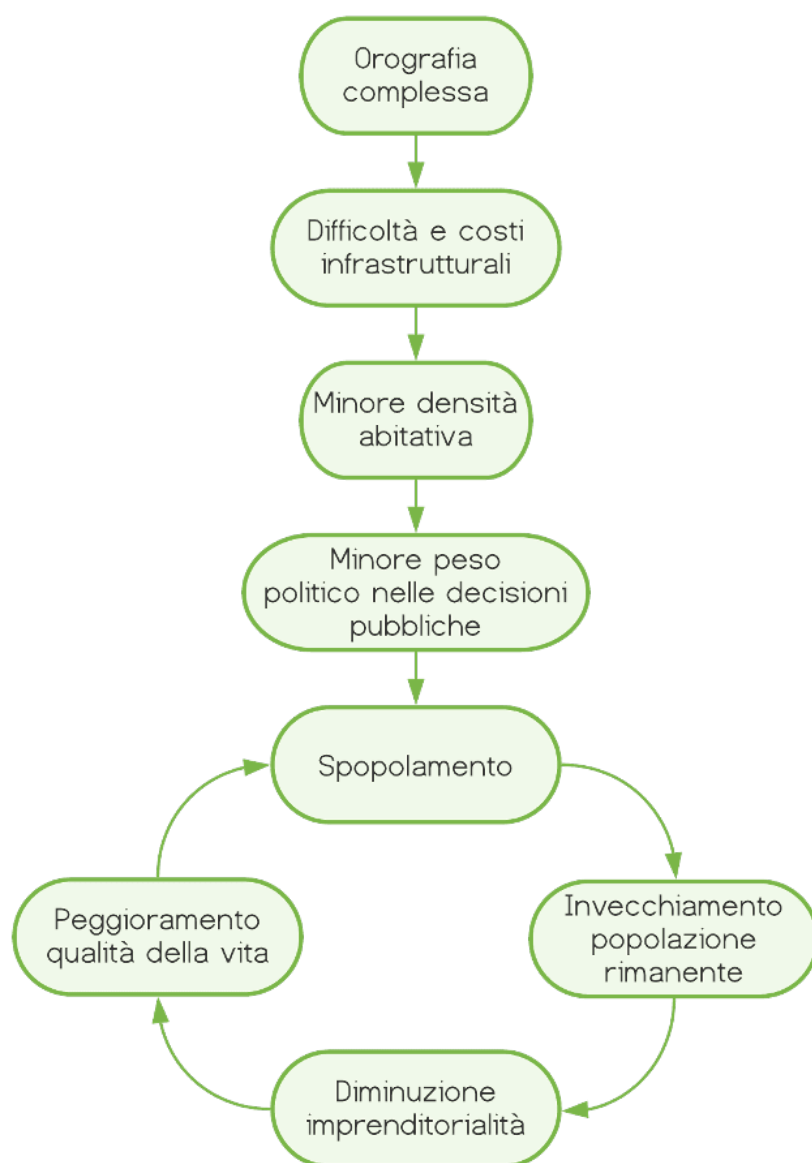 Orografia
complessa
Difficoltà e costi
infrastrutturali
Minore densità
abitativa
Minore peso
politico nelle decisioni
pubbliche
Spopolamento
Invecchiamento
popolazione
rimanente
Diminuzione
imprenditorialità
Peggioramento
qualità della vita